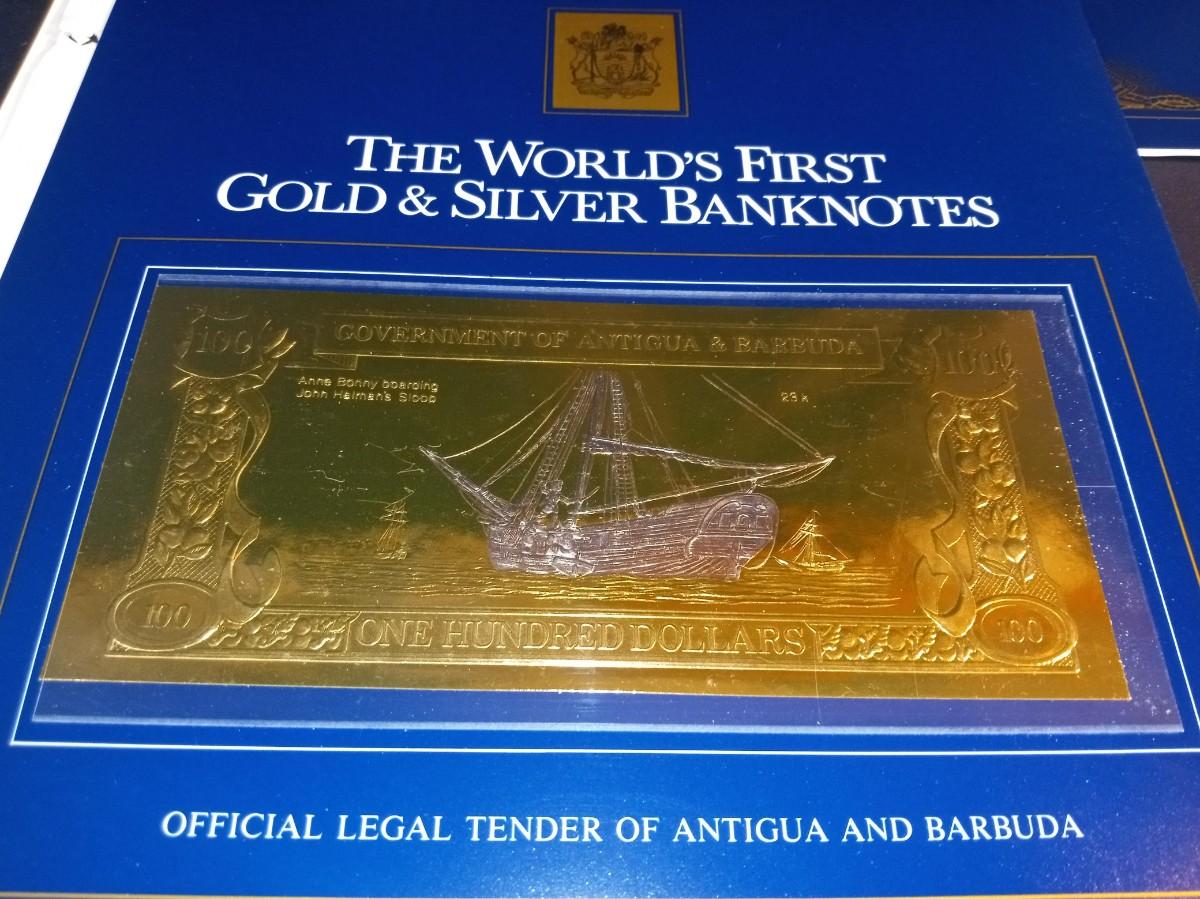 THE WORLD'S FIRST
GOLD & SILVER BANKNOTES
100
GOVERNMENT OF ANTIGUA & BARBUDA
100
Anne Bonny boarding
John Haiman's Sloop
23 k
100
ONE HUNDRED DOLLARS
100
OFFICIAL LEGAL TENDER OF ANTIGUA AND BARBUDA